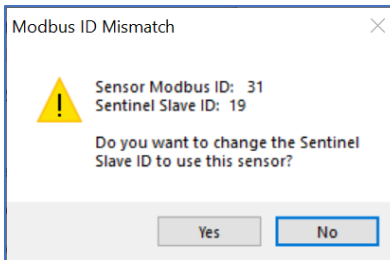 Modbus ID Mismatch
Sensor Modbus ID: 31
Sentinel Slave ID: 19
Do you want to change the Sentinel
Slave ID to use this sensor?
Yes No